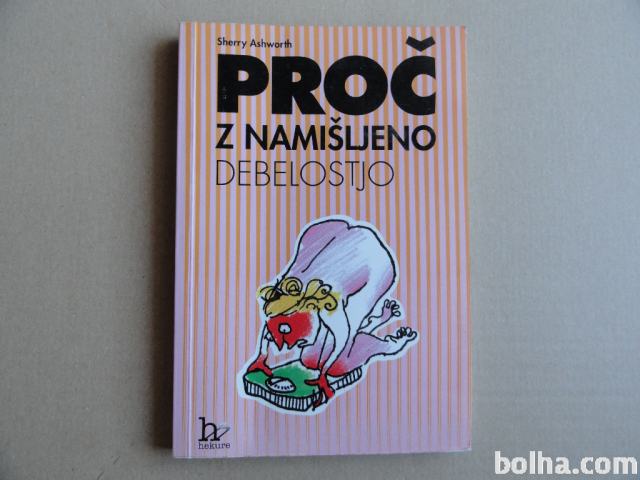 Sherry Ashworth
PROČ
Z NAMIŠLJENO
DEBELOSTJO
h
hekure
bolha.com